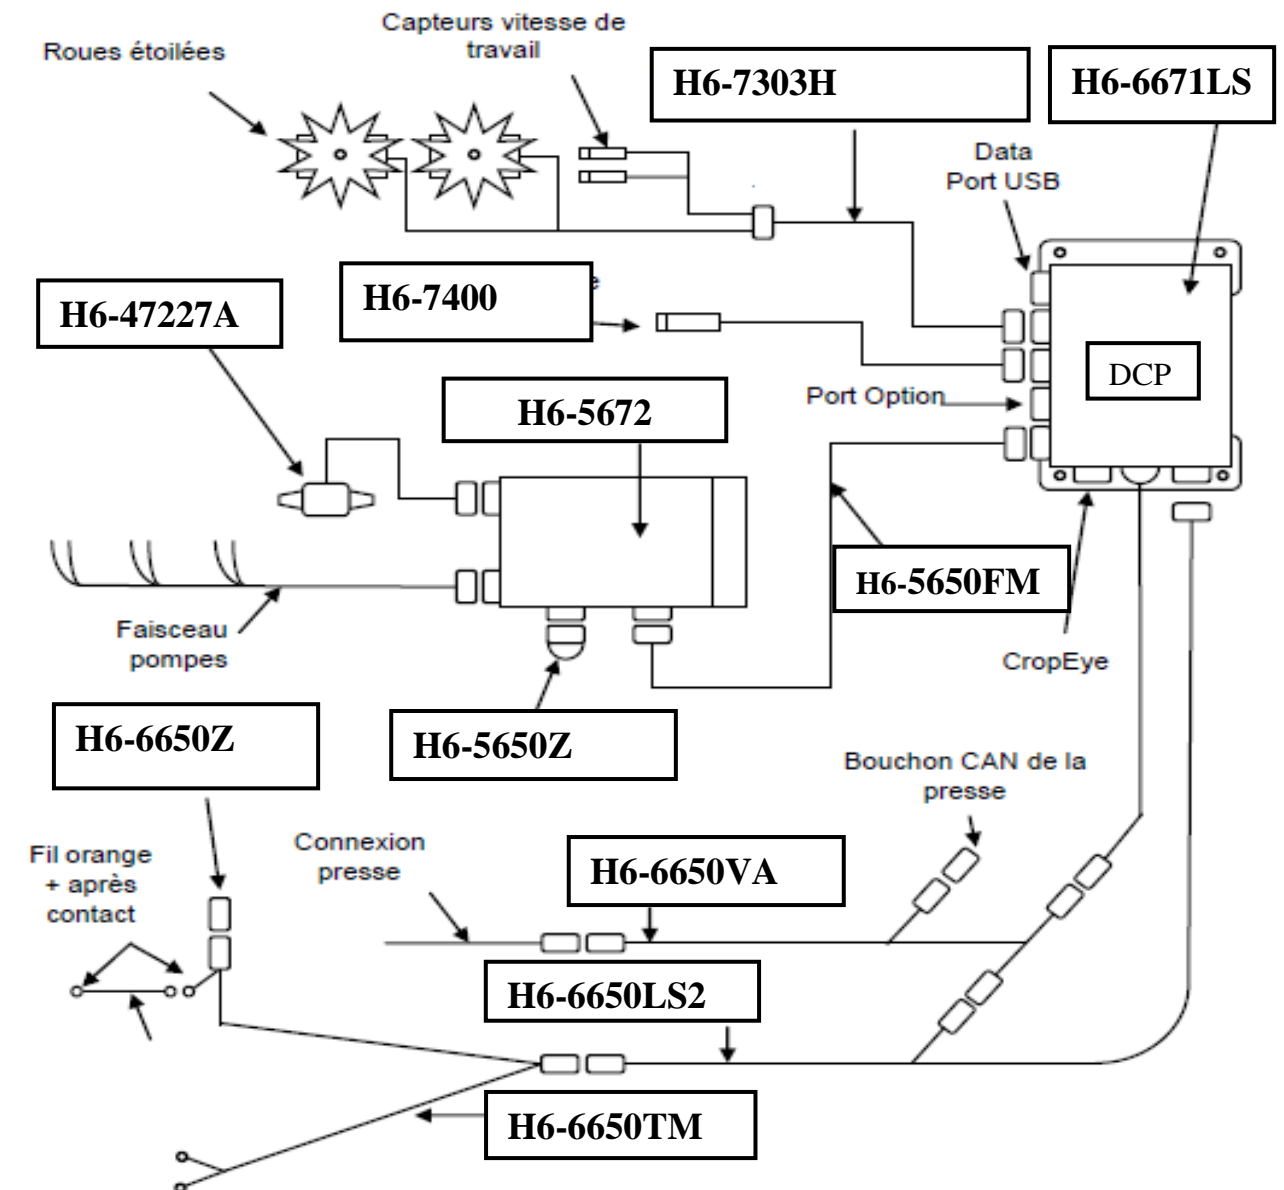 Capteurs vitesse de
travail
Roues étoilées
H6-7303H
H6-6671LS
Data
Port USB
H6-47227A
H6-7400
DCP
H6-5672
Port Option
H6-5650FM
Faisceau
pompes
CropEye
H6-6650Z
H6-5650Z
Bouchon CAN de la
presse
Connexion
presse
H6-6650VA
Fil orange
+ après
contact
H6-6650LS2
H6-6650TM